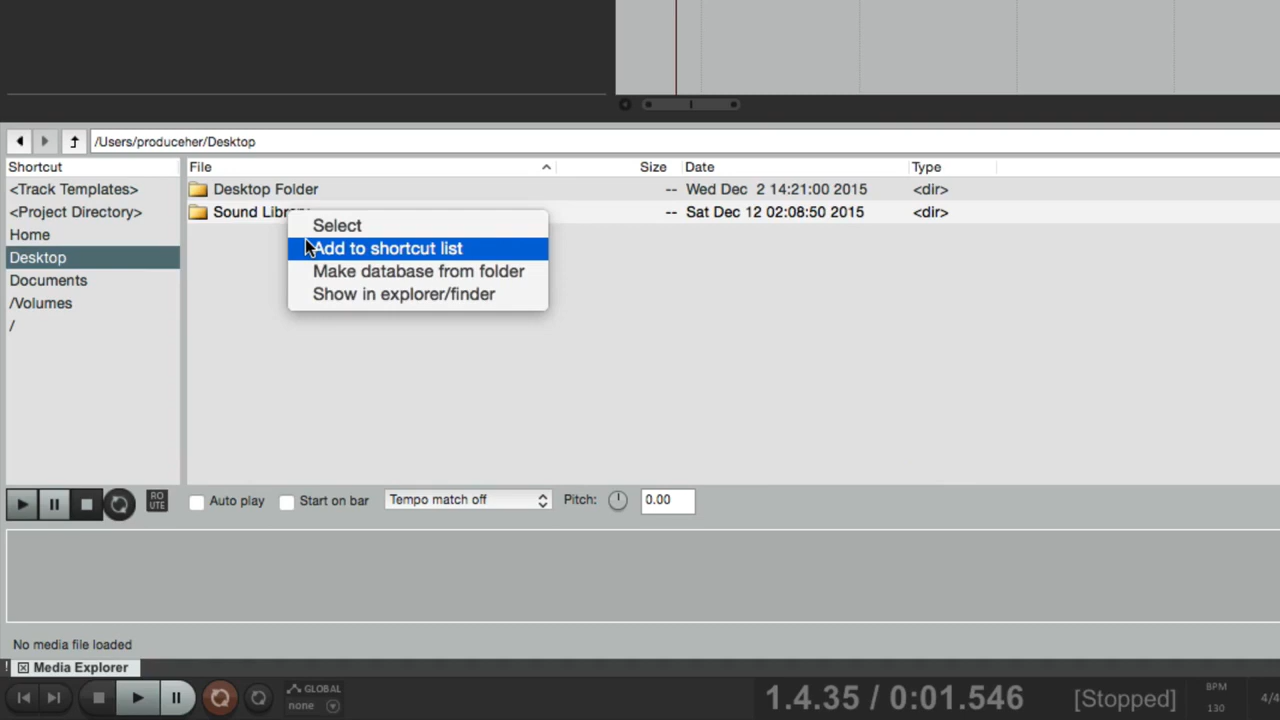 /Users/produceher/Desktop
Shortcut
File Size Date Type
<Track Templates>
Desktop Folder -- Wed Dec 2 14:21:00 2015 <dir>
<Project Directory>
Sound -- Sat Dec 12 02:08:50 2015 <dir>
Home
Select
Desktop
Add to shortcut list
Documents
Make database from folder
/Volumes
Show in explorer/finder
/
RO
UTE
Auto play Start on bar Tempo match off Pitch: 0.00
No media file loaded
! Media Explorer
GLOBAL
none
1.4.35 / 0:01.546 [Stopped]
BPM
130
4/4